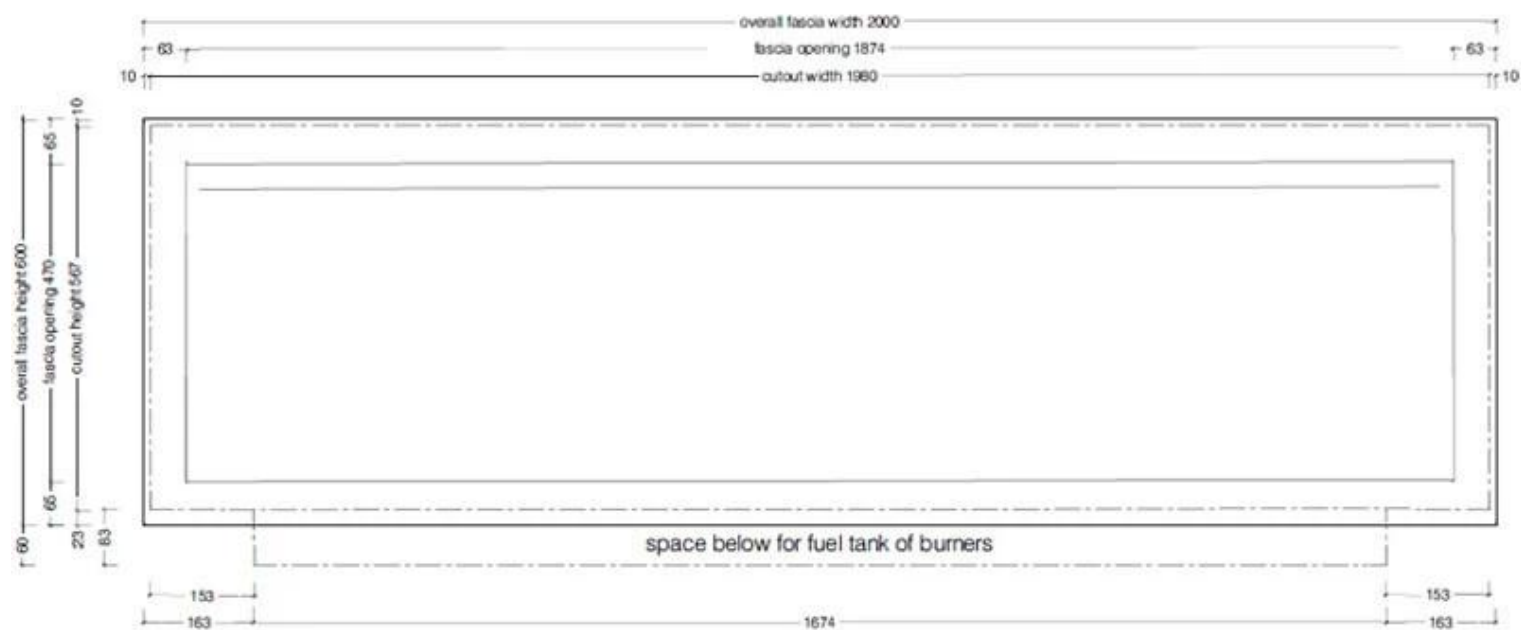 overall fascia width 2000
63
fascia opening 1874
63
10
cutout width 1980
10
overall fascia height 600
fascia opening 470
cutout height 567
65
10
65
60
23
83
space below for fuel tank of burners
153
153
163
1674
163